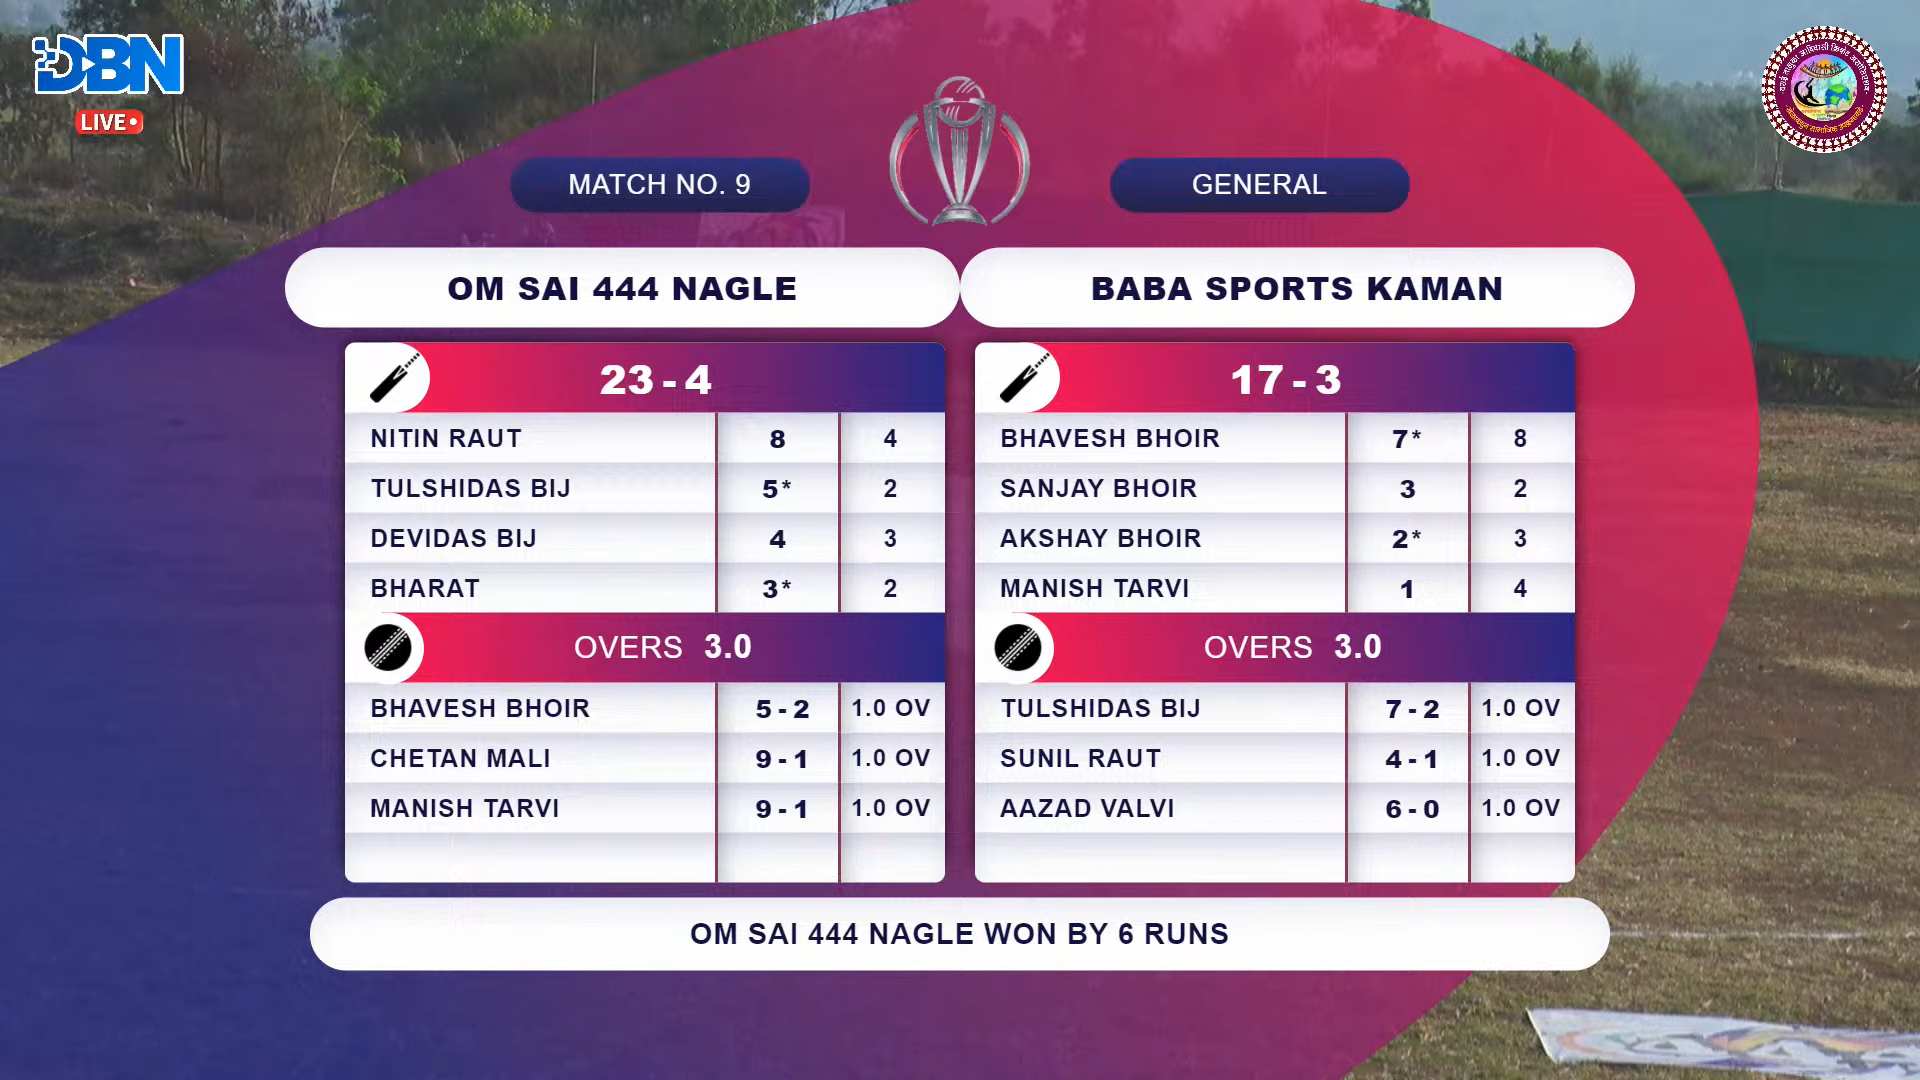 DBN
LIVE
MATCH NO. 9
GENERAL
OM SAI 444 NAGLE
BABA SPORTS KAMAN
23 - 4
NITIN RAUT 8 4
TULSHIDAS BIJ 5* 2
DEVIDAS BIJ 4 3
BHARAT 3* 2
OVERS 3.0
BHAVESH BHOIR 5 - 2 1.0 OV
CHETAN MALI 9 - 1 1.0 OV
MANISH TARVI 9 - 1 1.0 OV
17 - 3
BHAVESH BHOIR 7* 8
SANJAY BHOIR 3 2
AKSHAY BHOIR 2* 3
MANISH TARVI 1 4
OVERS 3.0
TULSHIDAS BIJ 7 - 2 1.0 OV
SUNIL RAUT 4 - 1 1.0 OV
AAZAD VALVI 6 - 0 1.0 OV
OM SAI 444 NAGLE WON BY 6 RUNS